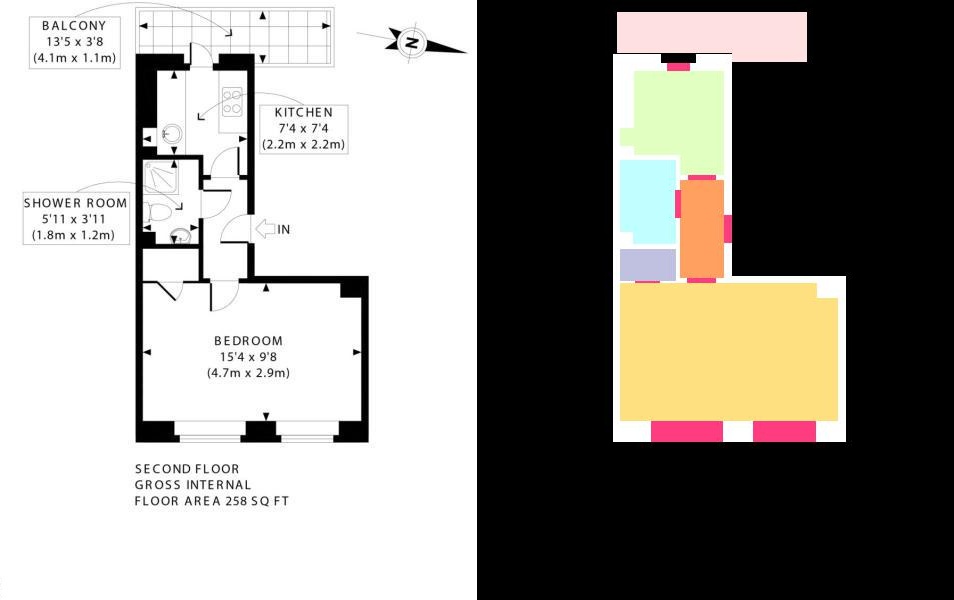 BALCONY
13'5 x 3'8
(4.1m x 1.1m)
N
KITCHEN
7'4 x 7'4
(2.2m x 2.2m)
SHOWER ROOM
5'11 x 3'11
(1.8m x 1.2m)
IN
BEDROOM
15'4 x 9'8
(4.7m x 2.9m)
SECOND FLOOR
GROSS INTERNAL
FLOOR AREA 258 SQ FT